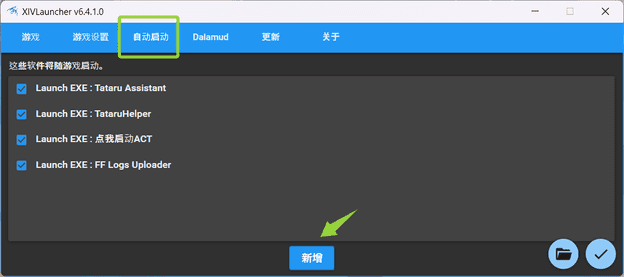 XIVLauncher v6.4.1.0
游戏 游戏设置 自动启动 Dalamud 更新 关于
这些软件将随游戏启动。
Launch EXE : Tataru Assistant
Launch EXE : TataruHelper
Launch EXE : 点我启动ACT
Launch EXE : FF Logs Uploader
新增